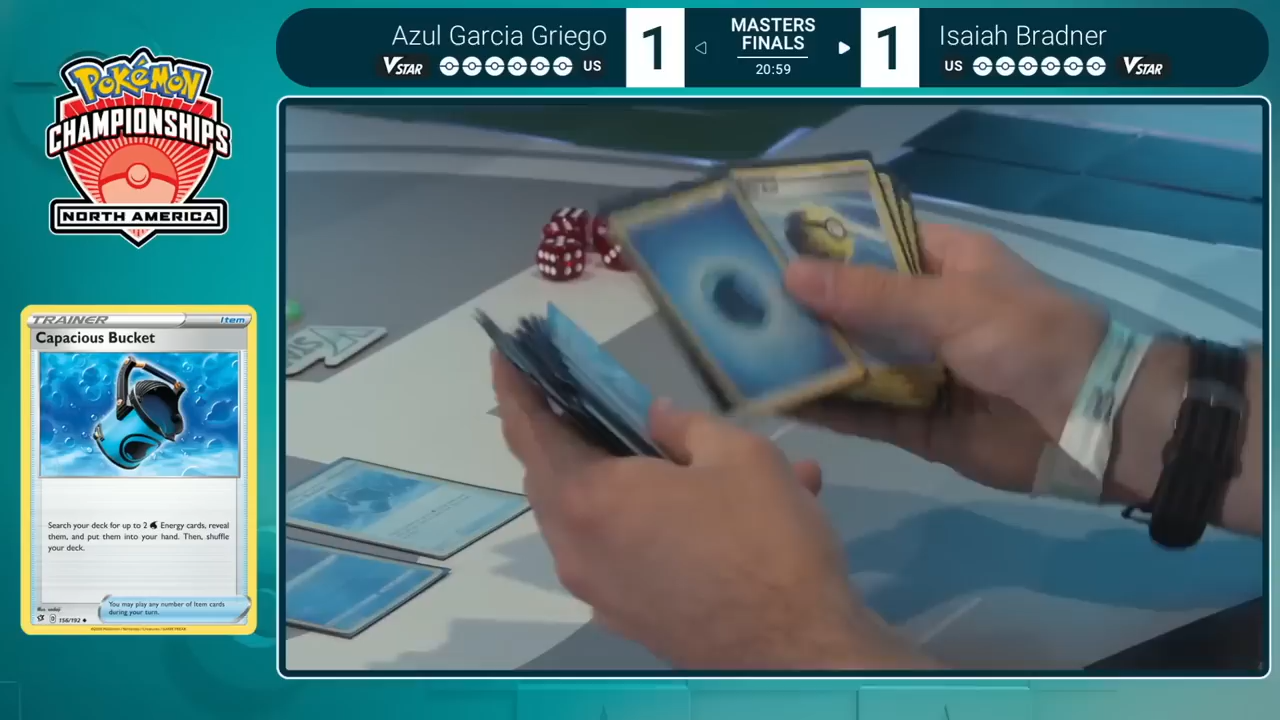 Azul Garcia Griego
1
MASTERS
FINALS
20:59
1
Isaiah Bradner
VSTAR
US
US
VSTAR
Pokémon
CHAMPIONSHIPS
NORTH AMERICA
TRAINER
Item
Capacious Bucket
Search your deck for up to 2 Energy cards, reveal
them, and put them into your hand. Then, shuffle
your deck.
You may play any number of Item cards
during your turn.
156/192